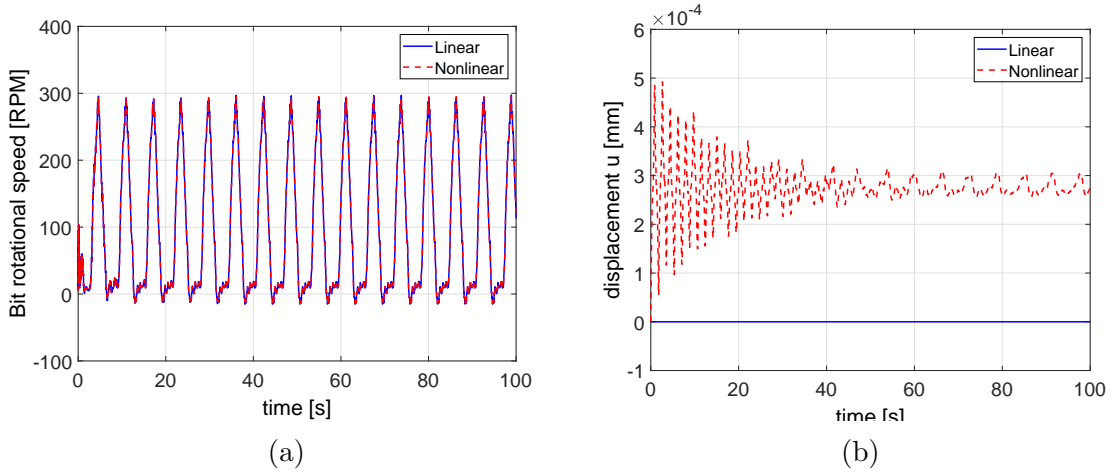 400
300
200
100
0
-100
Bit rotational speed [RPM]
Linear
Nonlinear
0 20 40 60 80 100
time [s]
(a)
×10⁻⁴
6
5
4
3
2
1
0
-1
displacement u [mm]
Linear
Nonlinear
0 20 40 60 80 100
time [s]
(b)